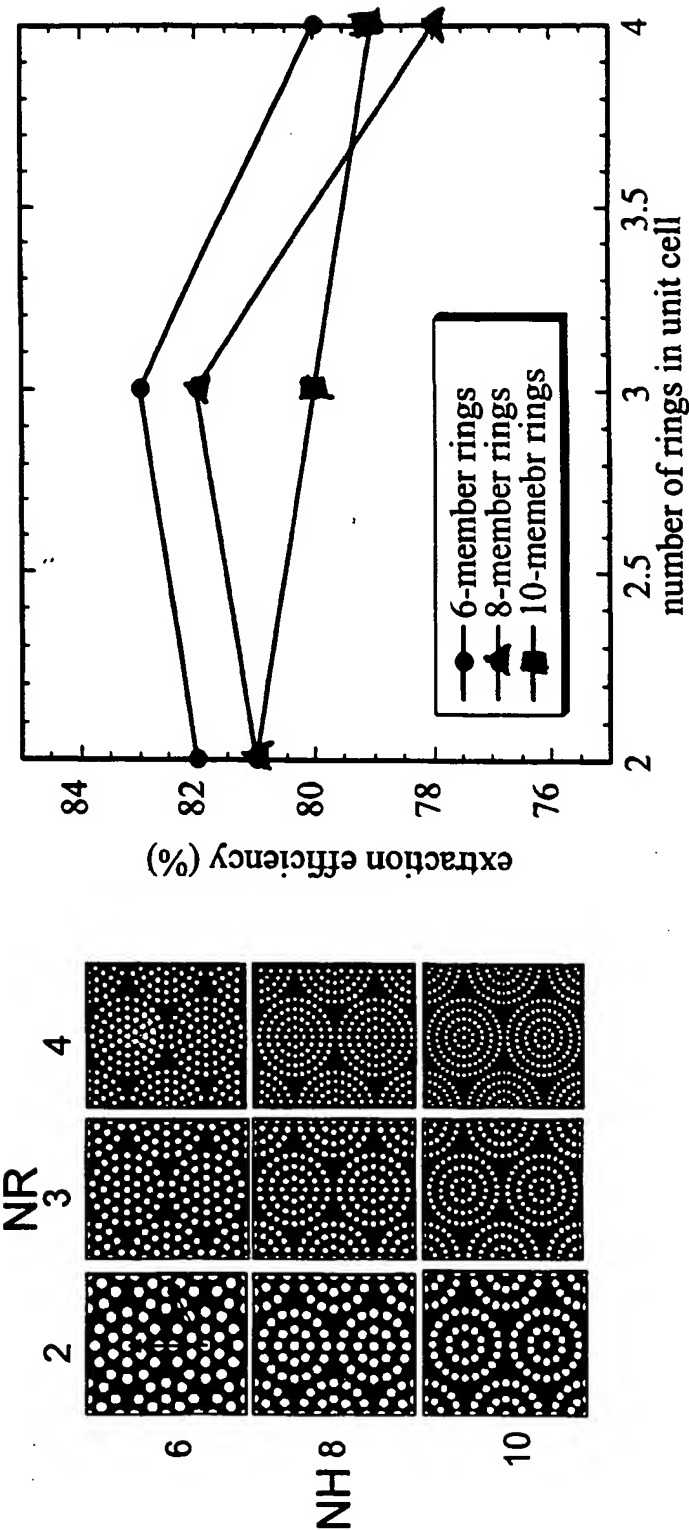 84
82
80
78
76
extraction efficiency (%)
6-member rings
8-member rings
10-memebr rings
2
2.5
3
3.5
4
number of rings in unit cell
NR
2
3
4
NH
6
8
10